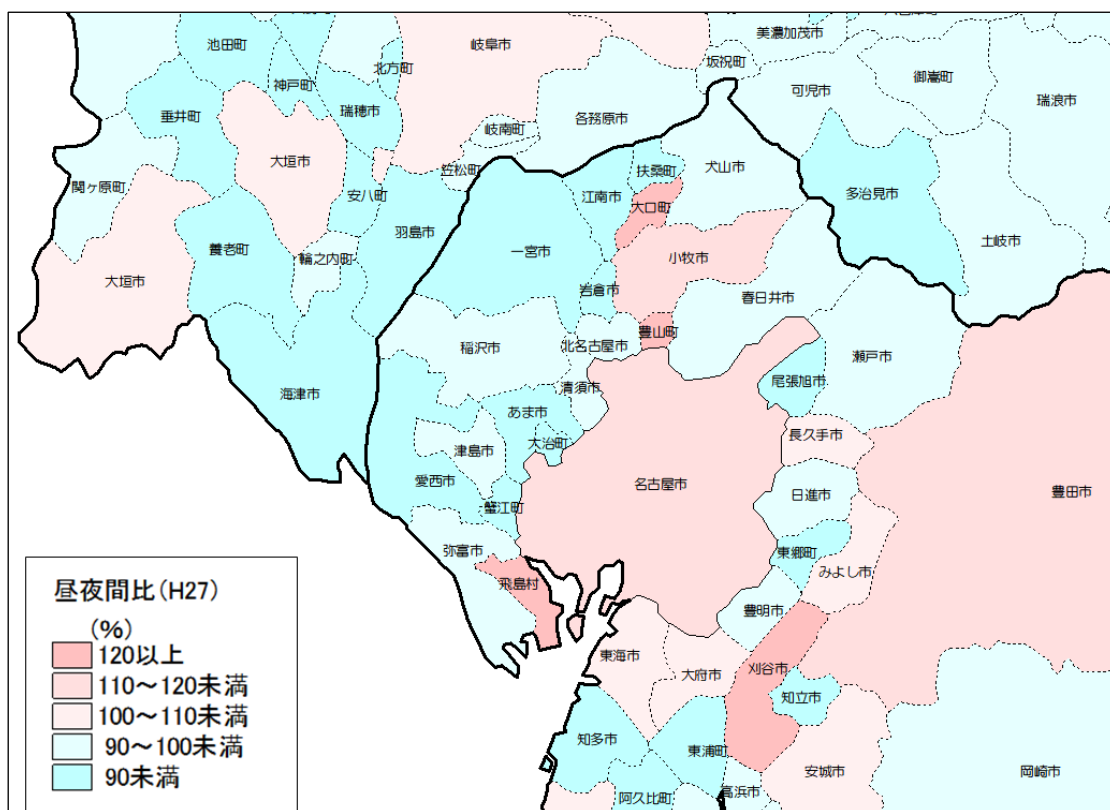 池田町
岐阜市
美濃加茂市
坂祝町
御嵩町
北方町
神戸町
可児市
瑞浪市
瑞穂市
垂井町
各務原市
岐南町
大垣市
笠松町
扶桑町
犬山市
関ヶ原町
安八町
江南市
多治見市
大口町
羽島市
養老町
一宮市
土岐市
輪之内町
小牧市
大垣市
岩倉市
春日井市
豊山町
稲沢市
北名古屋市
瀬戸市
尾張旭市
清須市
海津市
あま市
長久手市
大治町
津島市
愛西市
名古屋市
豊田市
日進市
蟹江町
弥富市
東郷町
みよし市
飛島村
豊明市
東海市
大府市
刈谷市
知立市
知多市
東浦町
安城市
岡崎市
高浜市
阿久比町
昼夜間比(H27)
(%)
120以上
110~120未満
100~110未満
90~100未満
90未満